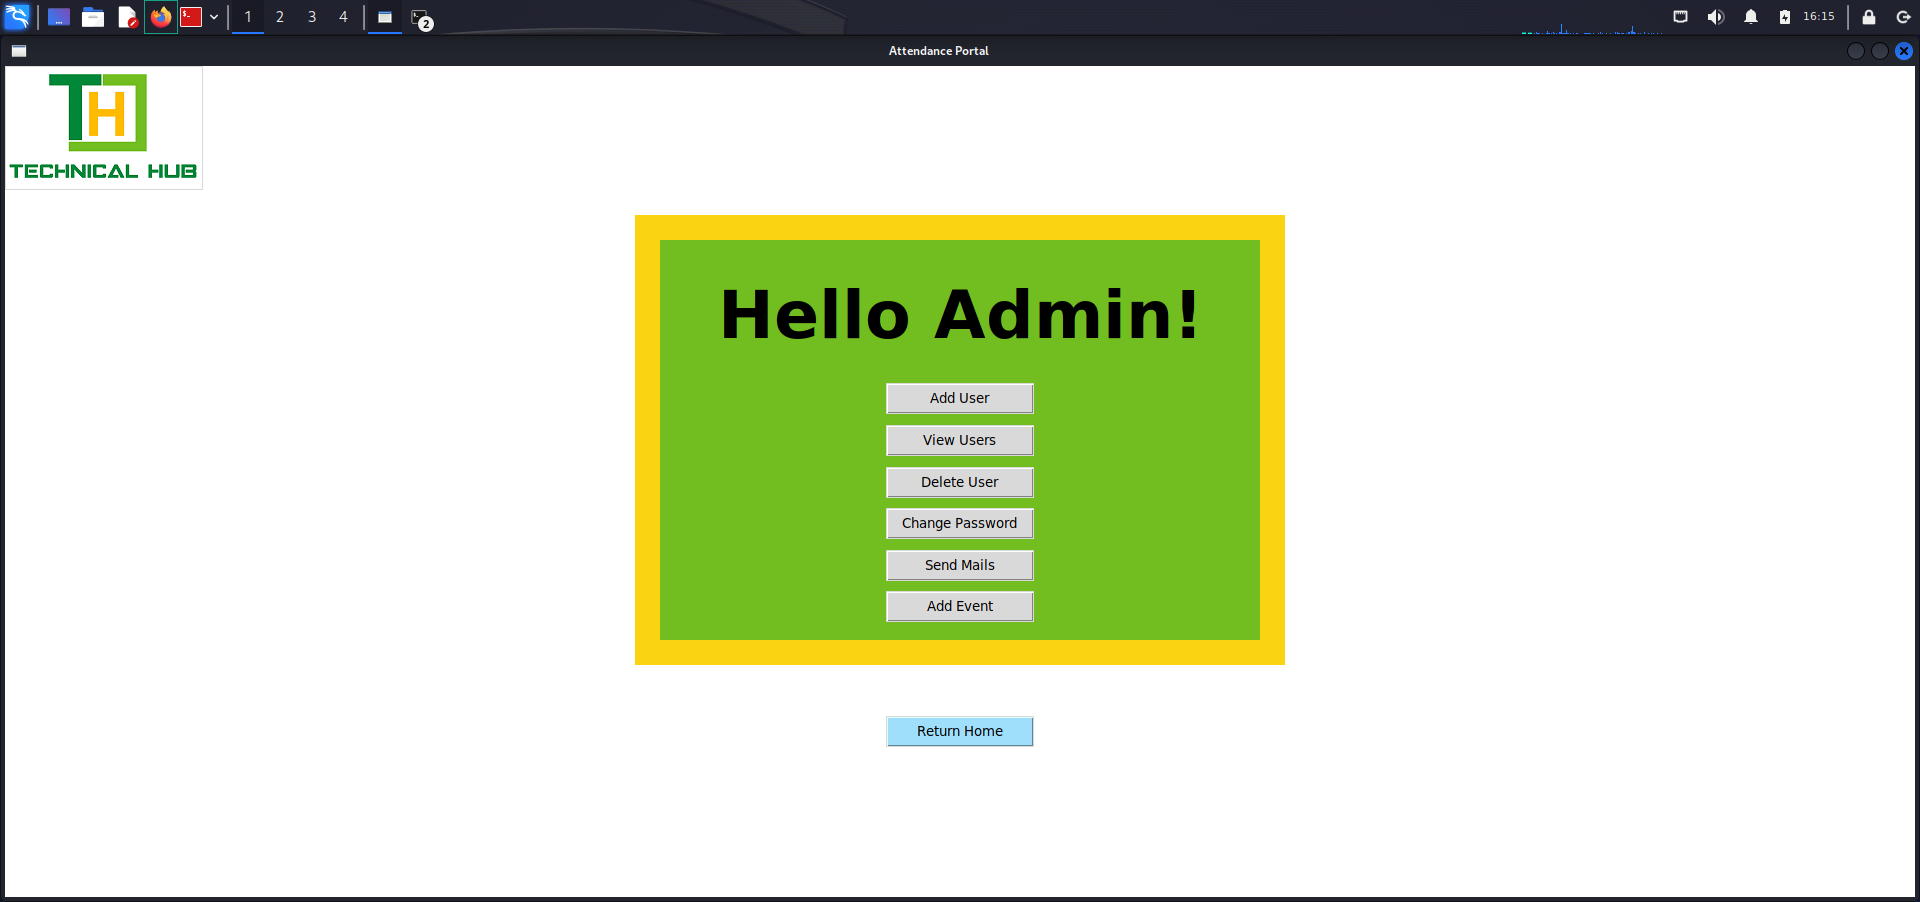 1 2 3 4 2 16:15
Attendance Portal
TH
TECHNICAL HUB
Hello Admin!
Add User
View Users
Delete User
Change Password
Send Mails
Add Event
Return Home